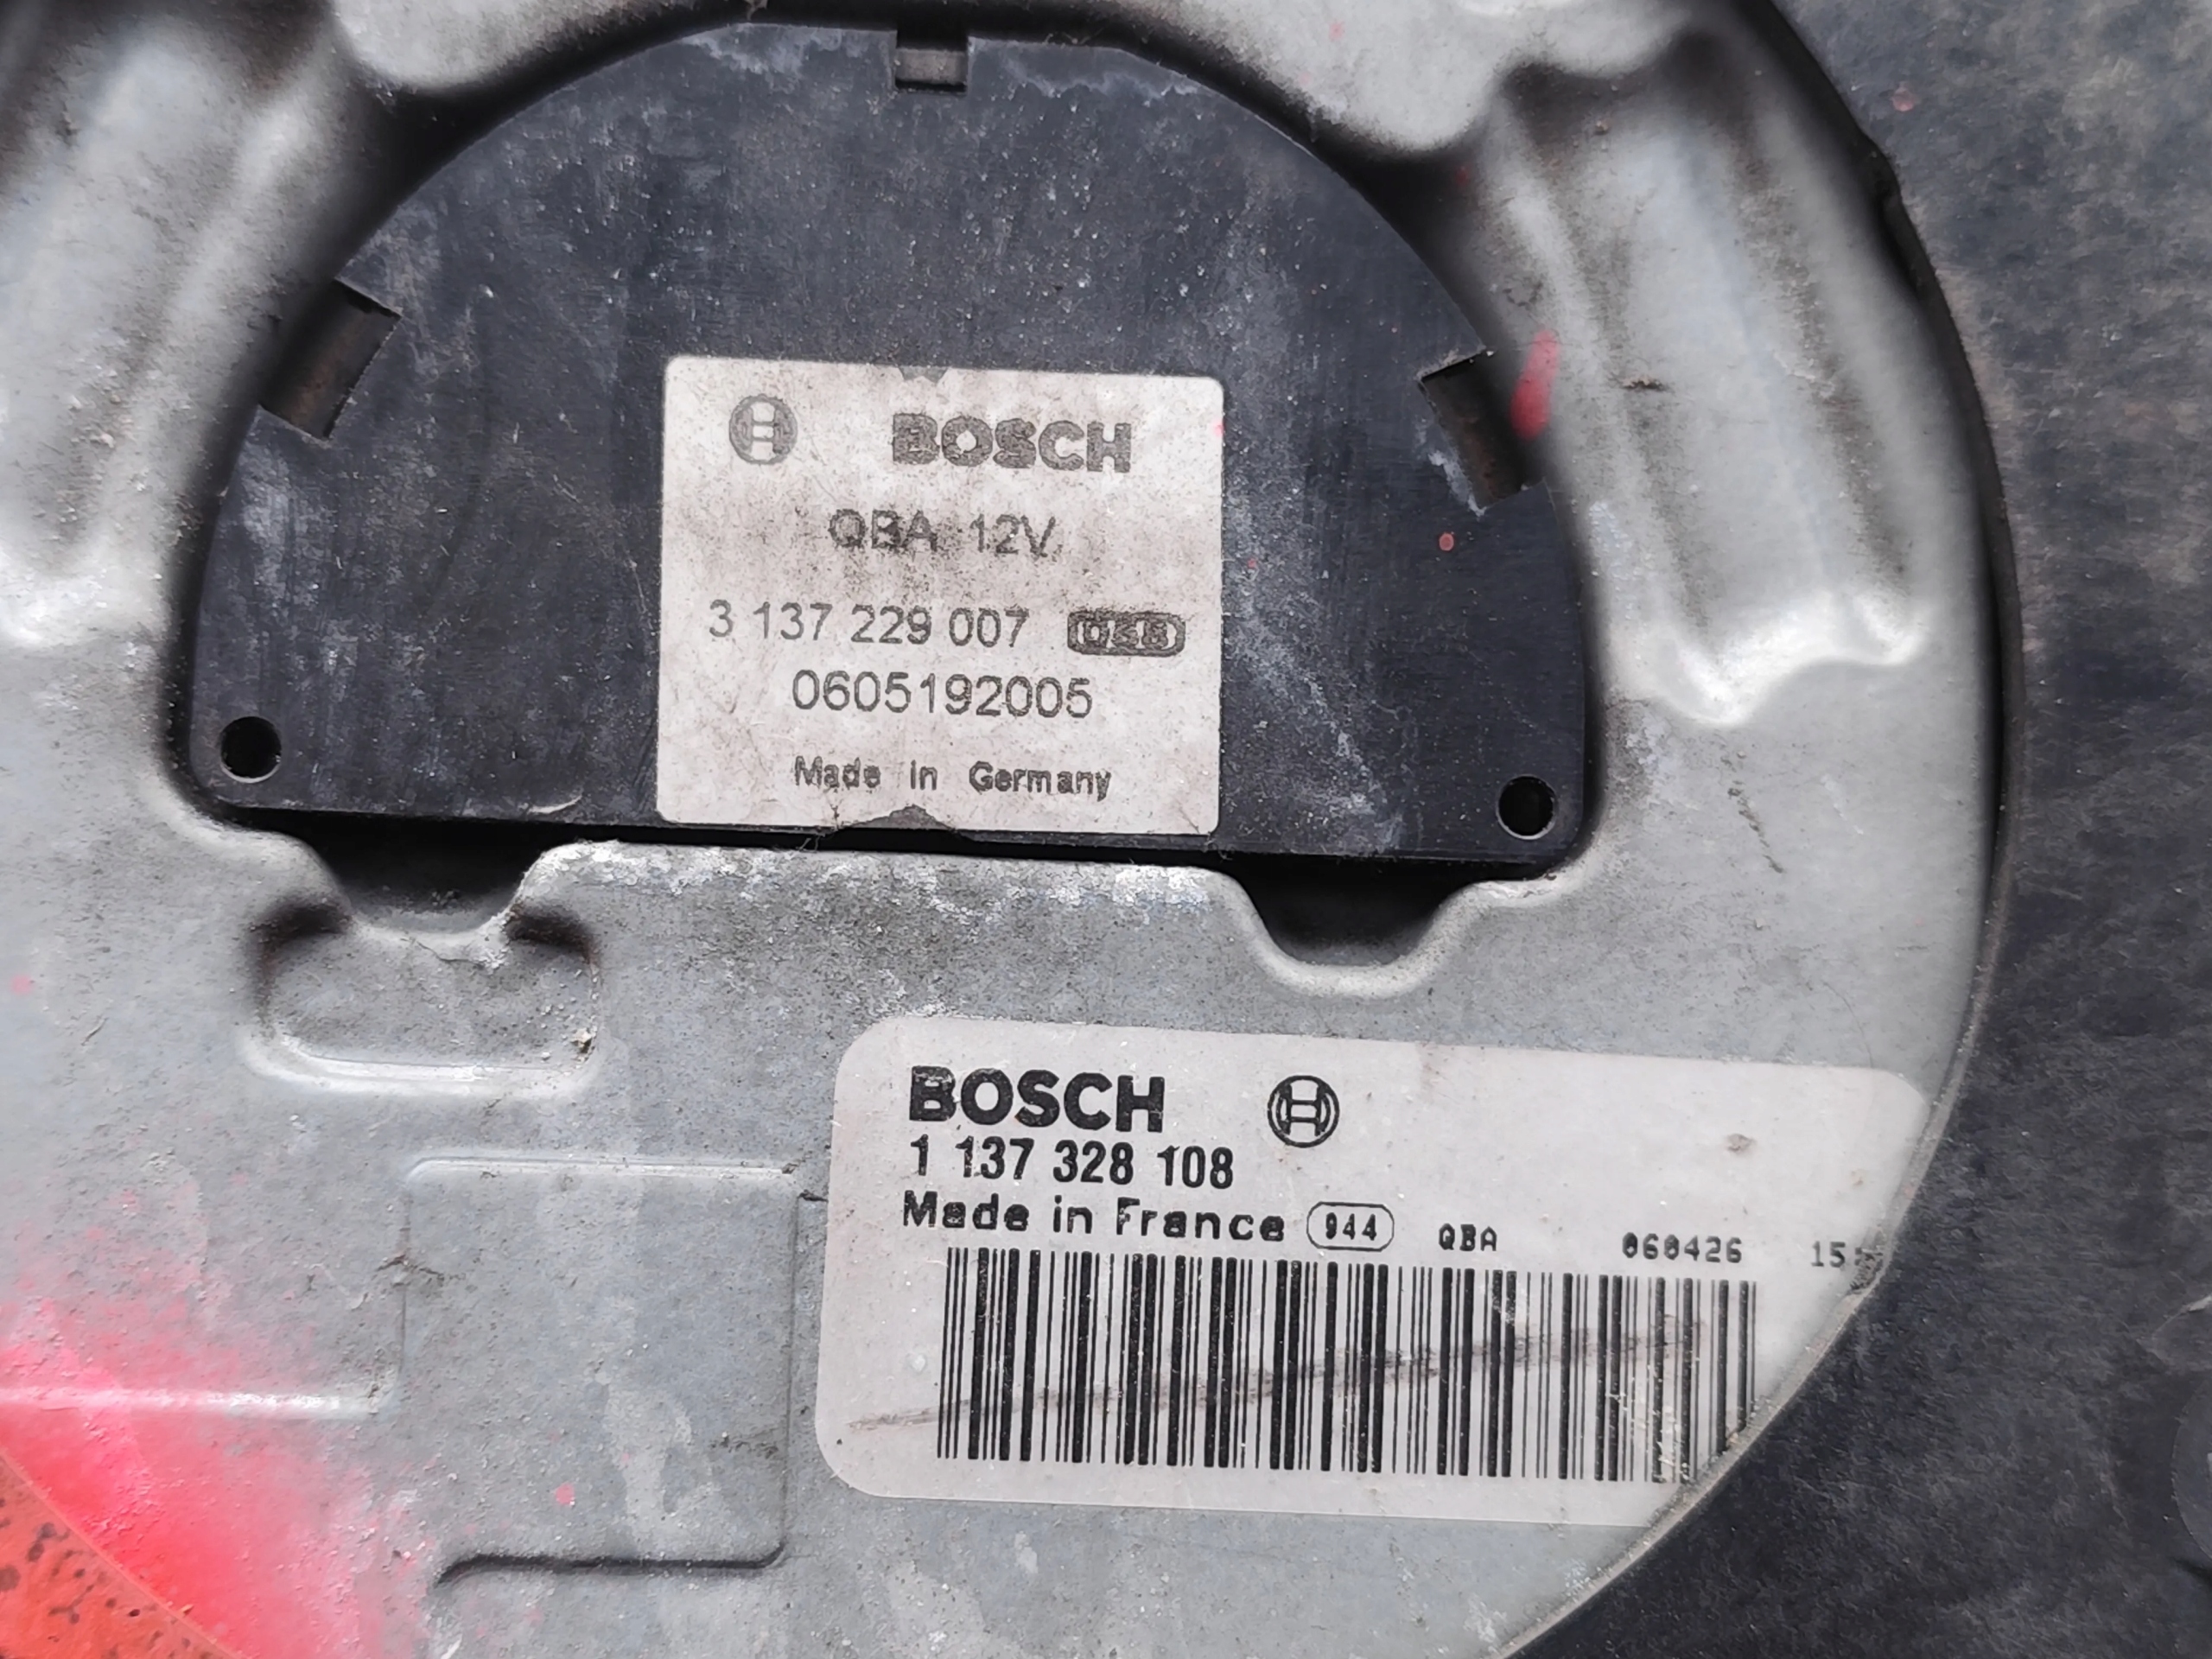 BOSCH
QBA 12V
3 137 229 007
0605192005
Made in Germany
BOSCH
1 137 328 108
Made in France 944 QBA 060426 15